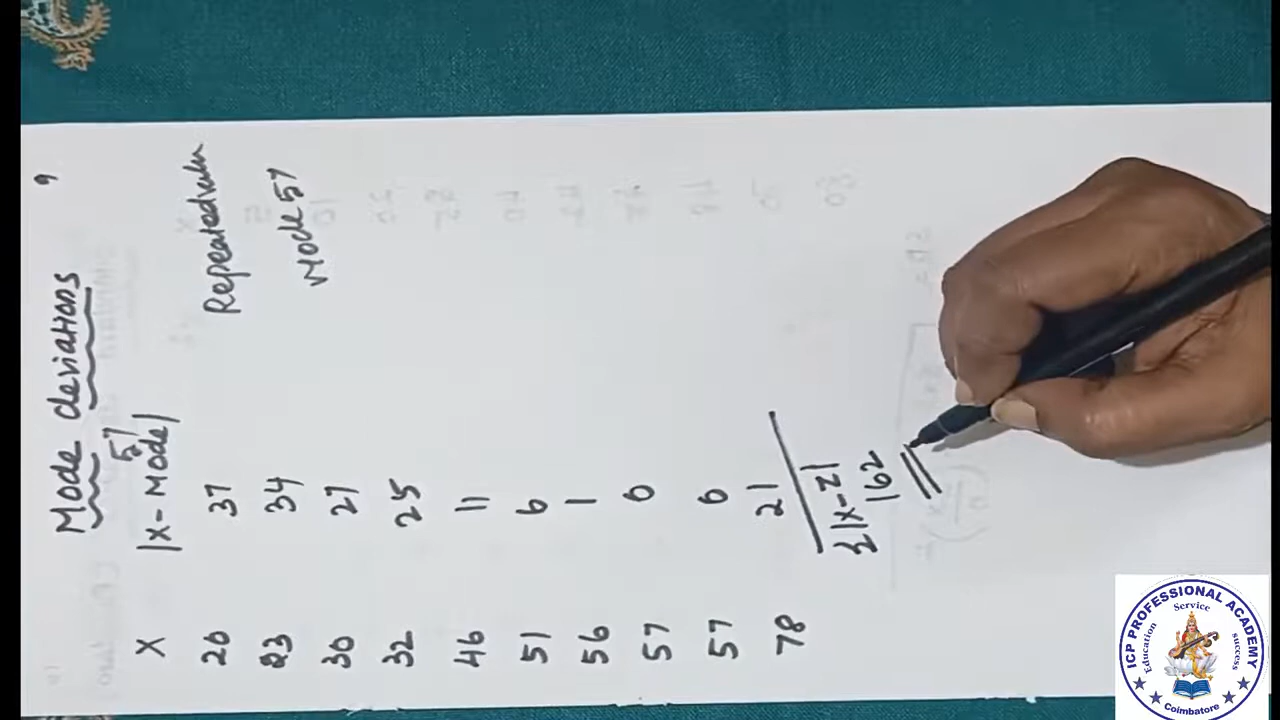 9
Mode deviations
X |X - Mode| Repeated value
57
20 37 Mode 57
23 34
30 27
32 25
46 11
51 6
56 1
57 0
57 0
78 21
Σ|X-Z|
162
ICP PROFESSIONAL ACADEMY
Service
Education
success
Coimbatore